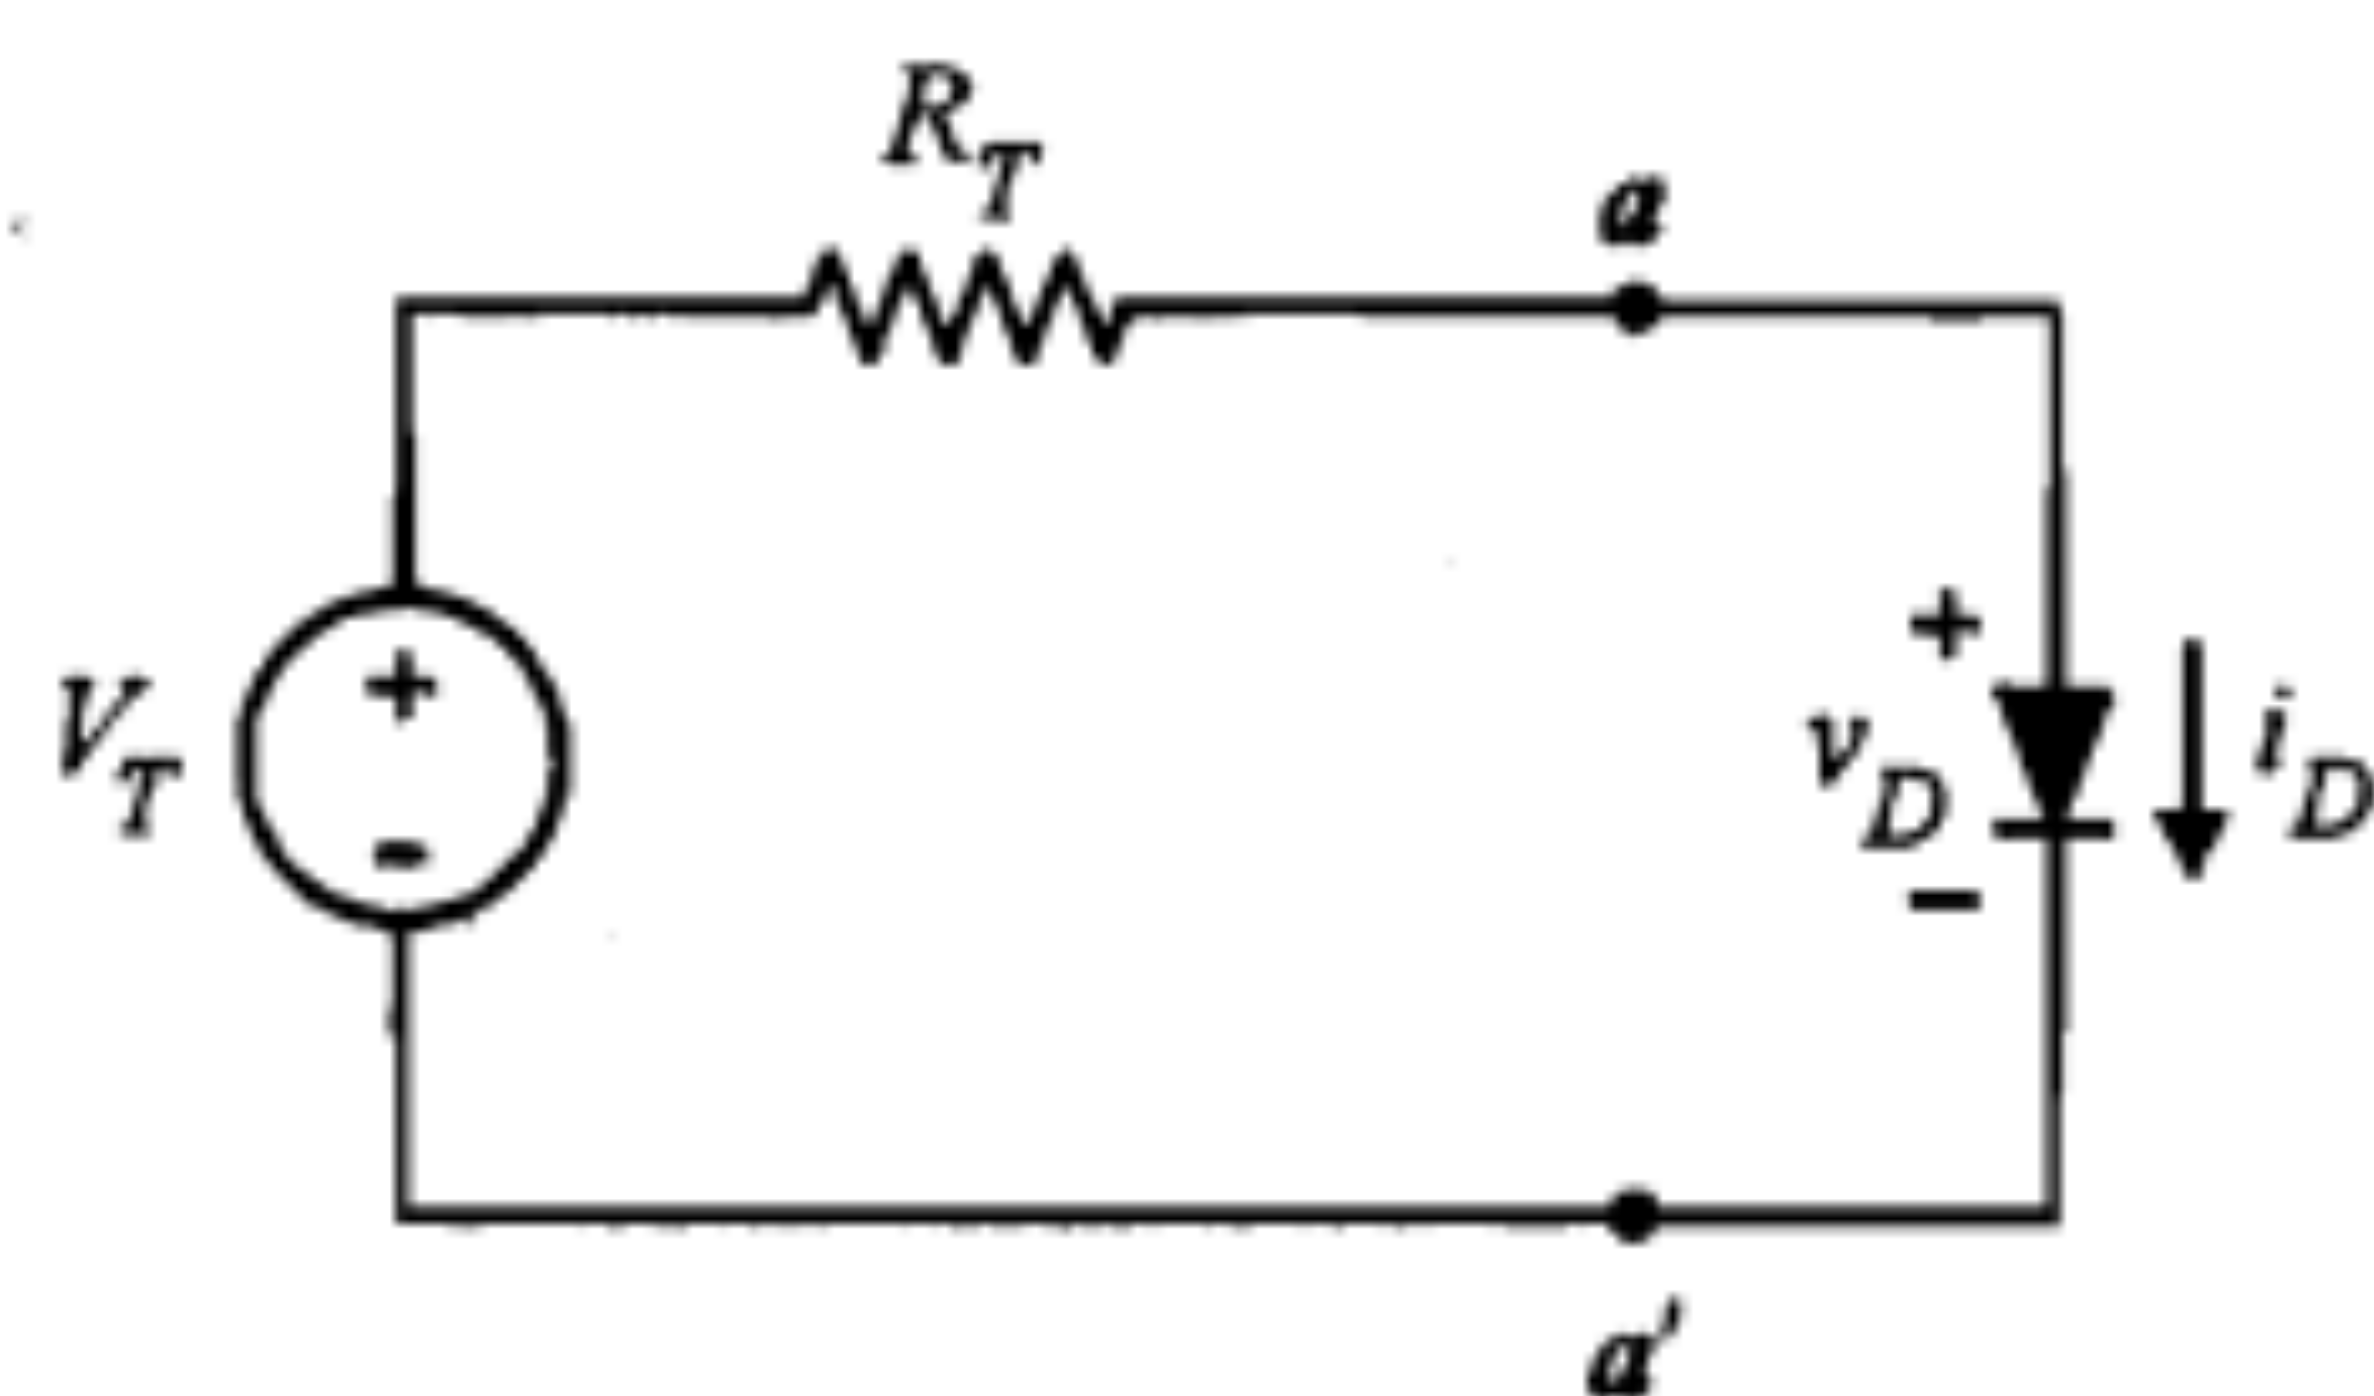 R_T
a
+
V_T
-
+
v_D
−
i_D
a′